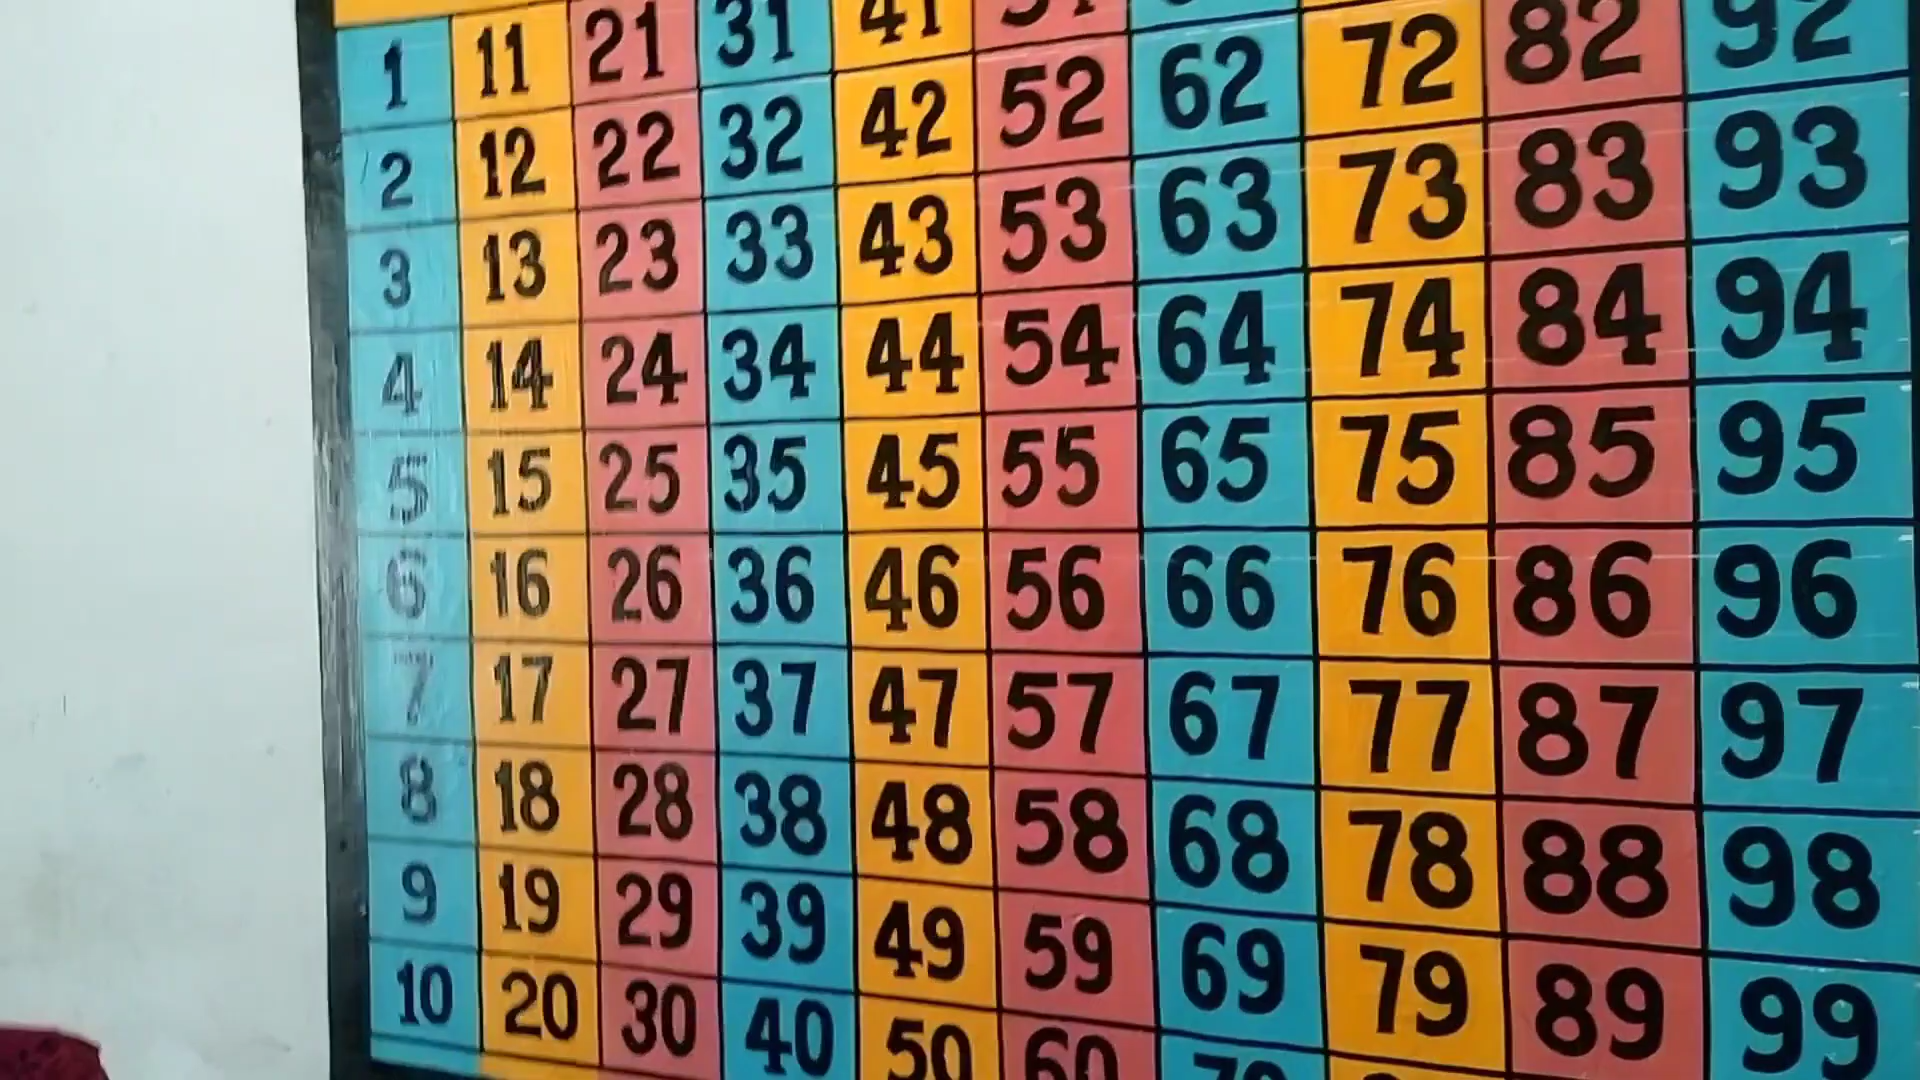 1 11 21 31 41 51
2 12 22 32 42 52 62 72 82 92
3 13 23 33 43 53 63 73 83 93
4 14 24 34 44 54 64 74 84 94
5 15 25 35 45 55 65 75 85 95
6 16 26 36 46 56 66 76 86 96
7 17 27 37 47 57 67 77 87 97
8 18 28 38 48 58 68 78 88 98
9 19 29 39 49 59 69 79 89 99
10 20 30 40 50 60 70